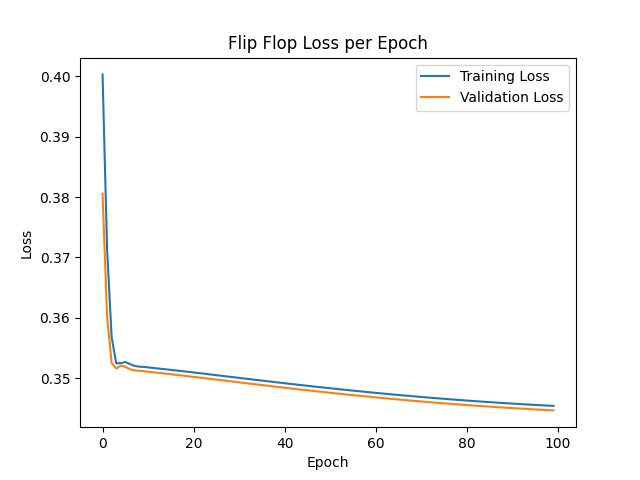 Flip Flop Loss per Epoch
Training Loss
Validation Loss
0.40
0.39
0.38
0.37
0.36
0.35
Loss
0 20 40 60 80 100
Epoch